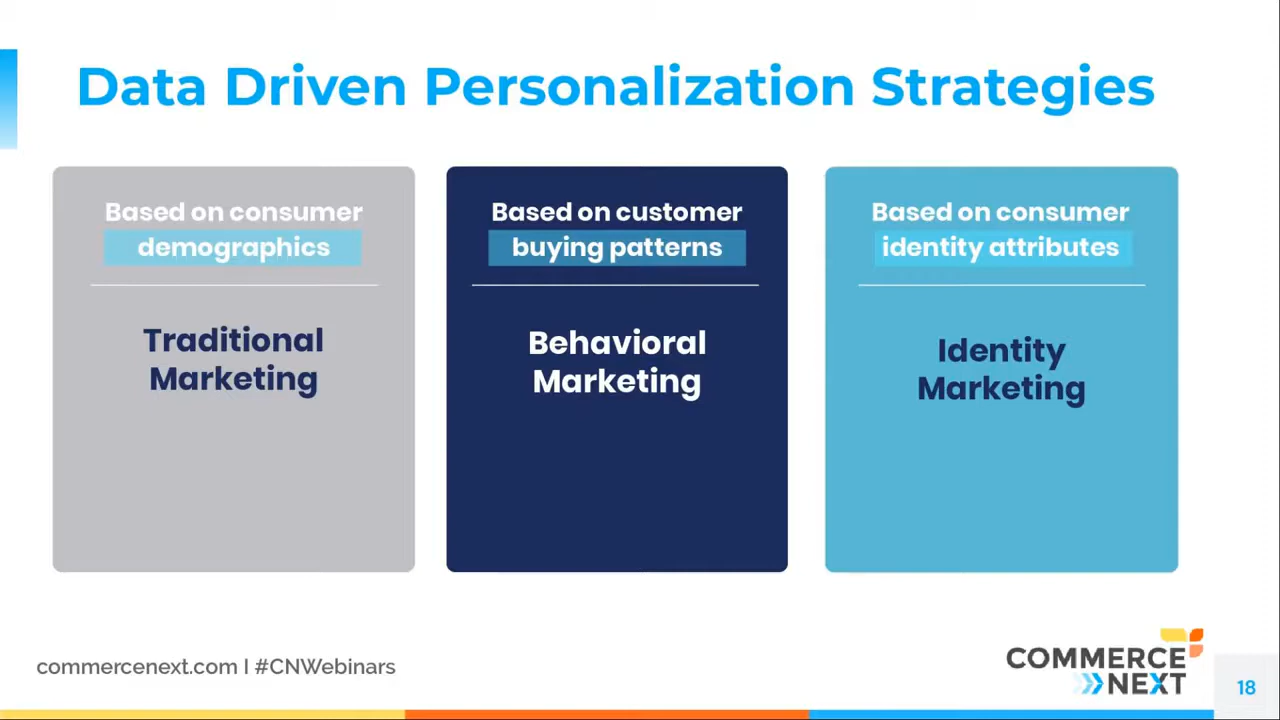 Data Driven Personalization Strategies
Based on consumer
demographics
Traditional
Marketing
Based on customer
buying patterns
Behavioral
Marketing
Based on consumer
identity attributes
Identity
Marketing
commercenext.com I #CNWebinars
COMMERCE
NEXT
18